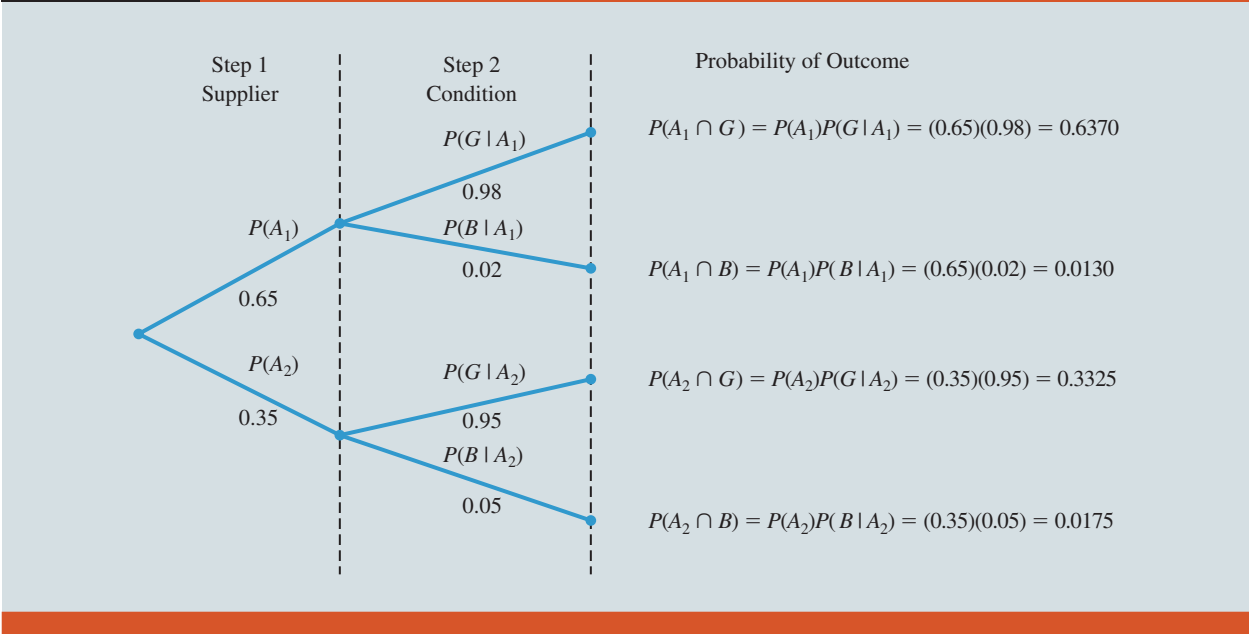 Step 1
Supplier
Step 2
Condition
Probability of Outcome
P(G | A₁)
0.98
P(A₁ ∩ G) = P(A₁)P(G | A₁) = (0.65)(0.98) = 0.6370
P(A₁)
0.65
P(B | A₁)
0.02
P(A₁ ∩ B) = P(A₁)P(B | A₁) = (0.65)(0.02) = 0.0130
P(A₂)
0.35
P(G | A₂)
0.95
P(A₂ ∩ G) = P(A₂)P(G | A₂) = (0.35)(0.95) = 0.3325
P(B | A₂)
0.05
P(A₂ ∩ B) = P(A₂)P(B | A₂) = (0.35)(0.05) = 0.0175